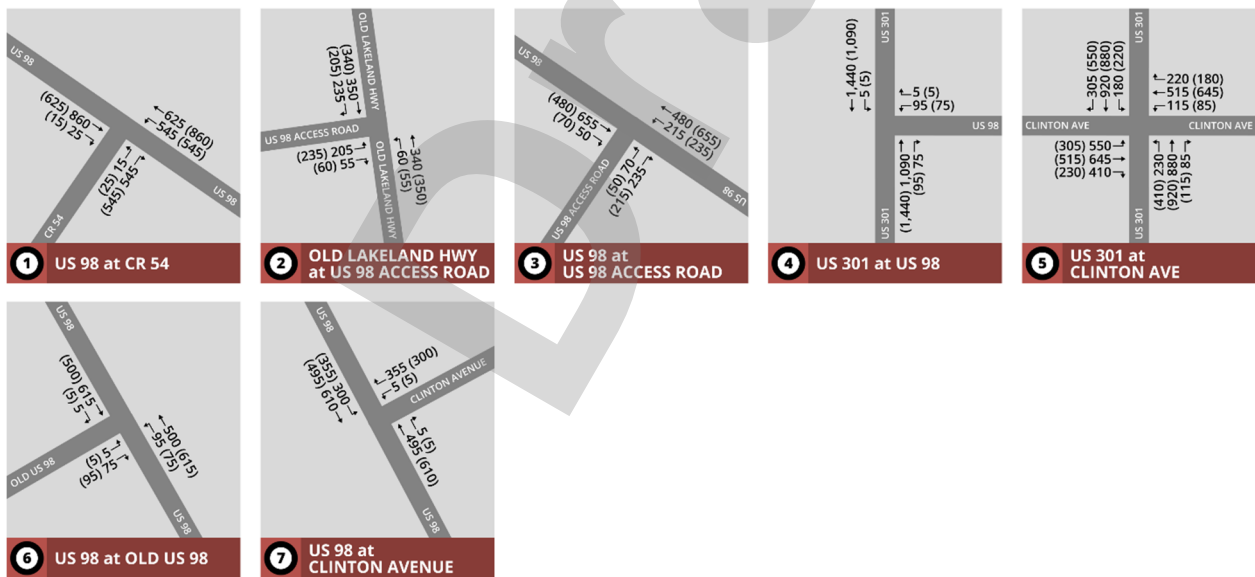 US 98
(625) 860
(15) 25
625 (860)
545 (545)
(25) 15
(545) 545
CR 54
US 98
1 US 98 at CR 54
OLD LAKELAND HWY
(340) 350
(205) 235
US 98 ACCESS ROAD
(235) 205
(60) 55
340 (350)
60 (55)
OLD LAKELAND HWY
2 OLD LAKELAND HWY
at US 98 ACCESS ROAD
US 98
(480) 655
(70) 50
480 (655)
215 (235)
(50) 70
(215) 235
US 98 ACCESS ROAD
US 98
3 US 98 at
US 98 ACCESS ROAD
US 301
1,440 (1,090)
5 (5)
5 (5)
95 (75)
US 98
(1,440) 1,090
(95) 75
US 301
4 US 301 at US 98
US 301
305 (550)
920 (880)
180 (220)
220 (180)
515 (645)
115 (85)
CLINTON AVE
CLINTON AVE
(305) 550
(515) 645
(230) 410
(410) 230
(920) 880
(115) 85
US 301
5 US 301 at
CLINTON AVE
US 98
(500) 615
(5) 5
500 (615)
95 (75)
(5) 5
(95) 75
OLD US 98
US 98
6 US 98 at OLD US 98
US 98
(355) 300
(495) 610
355 (300)
5 (5)
CLINTON AVENUE
5 (5)
495 (610)
US 98
7 US 98 at
CLINTON AVENUE